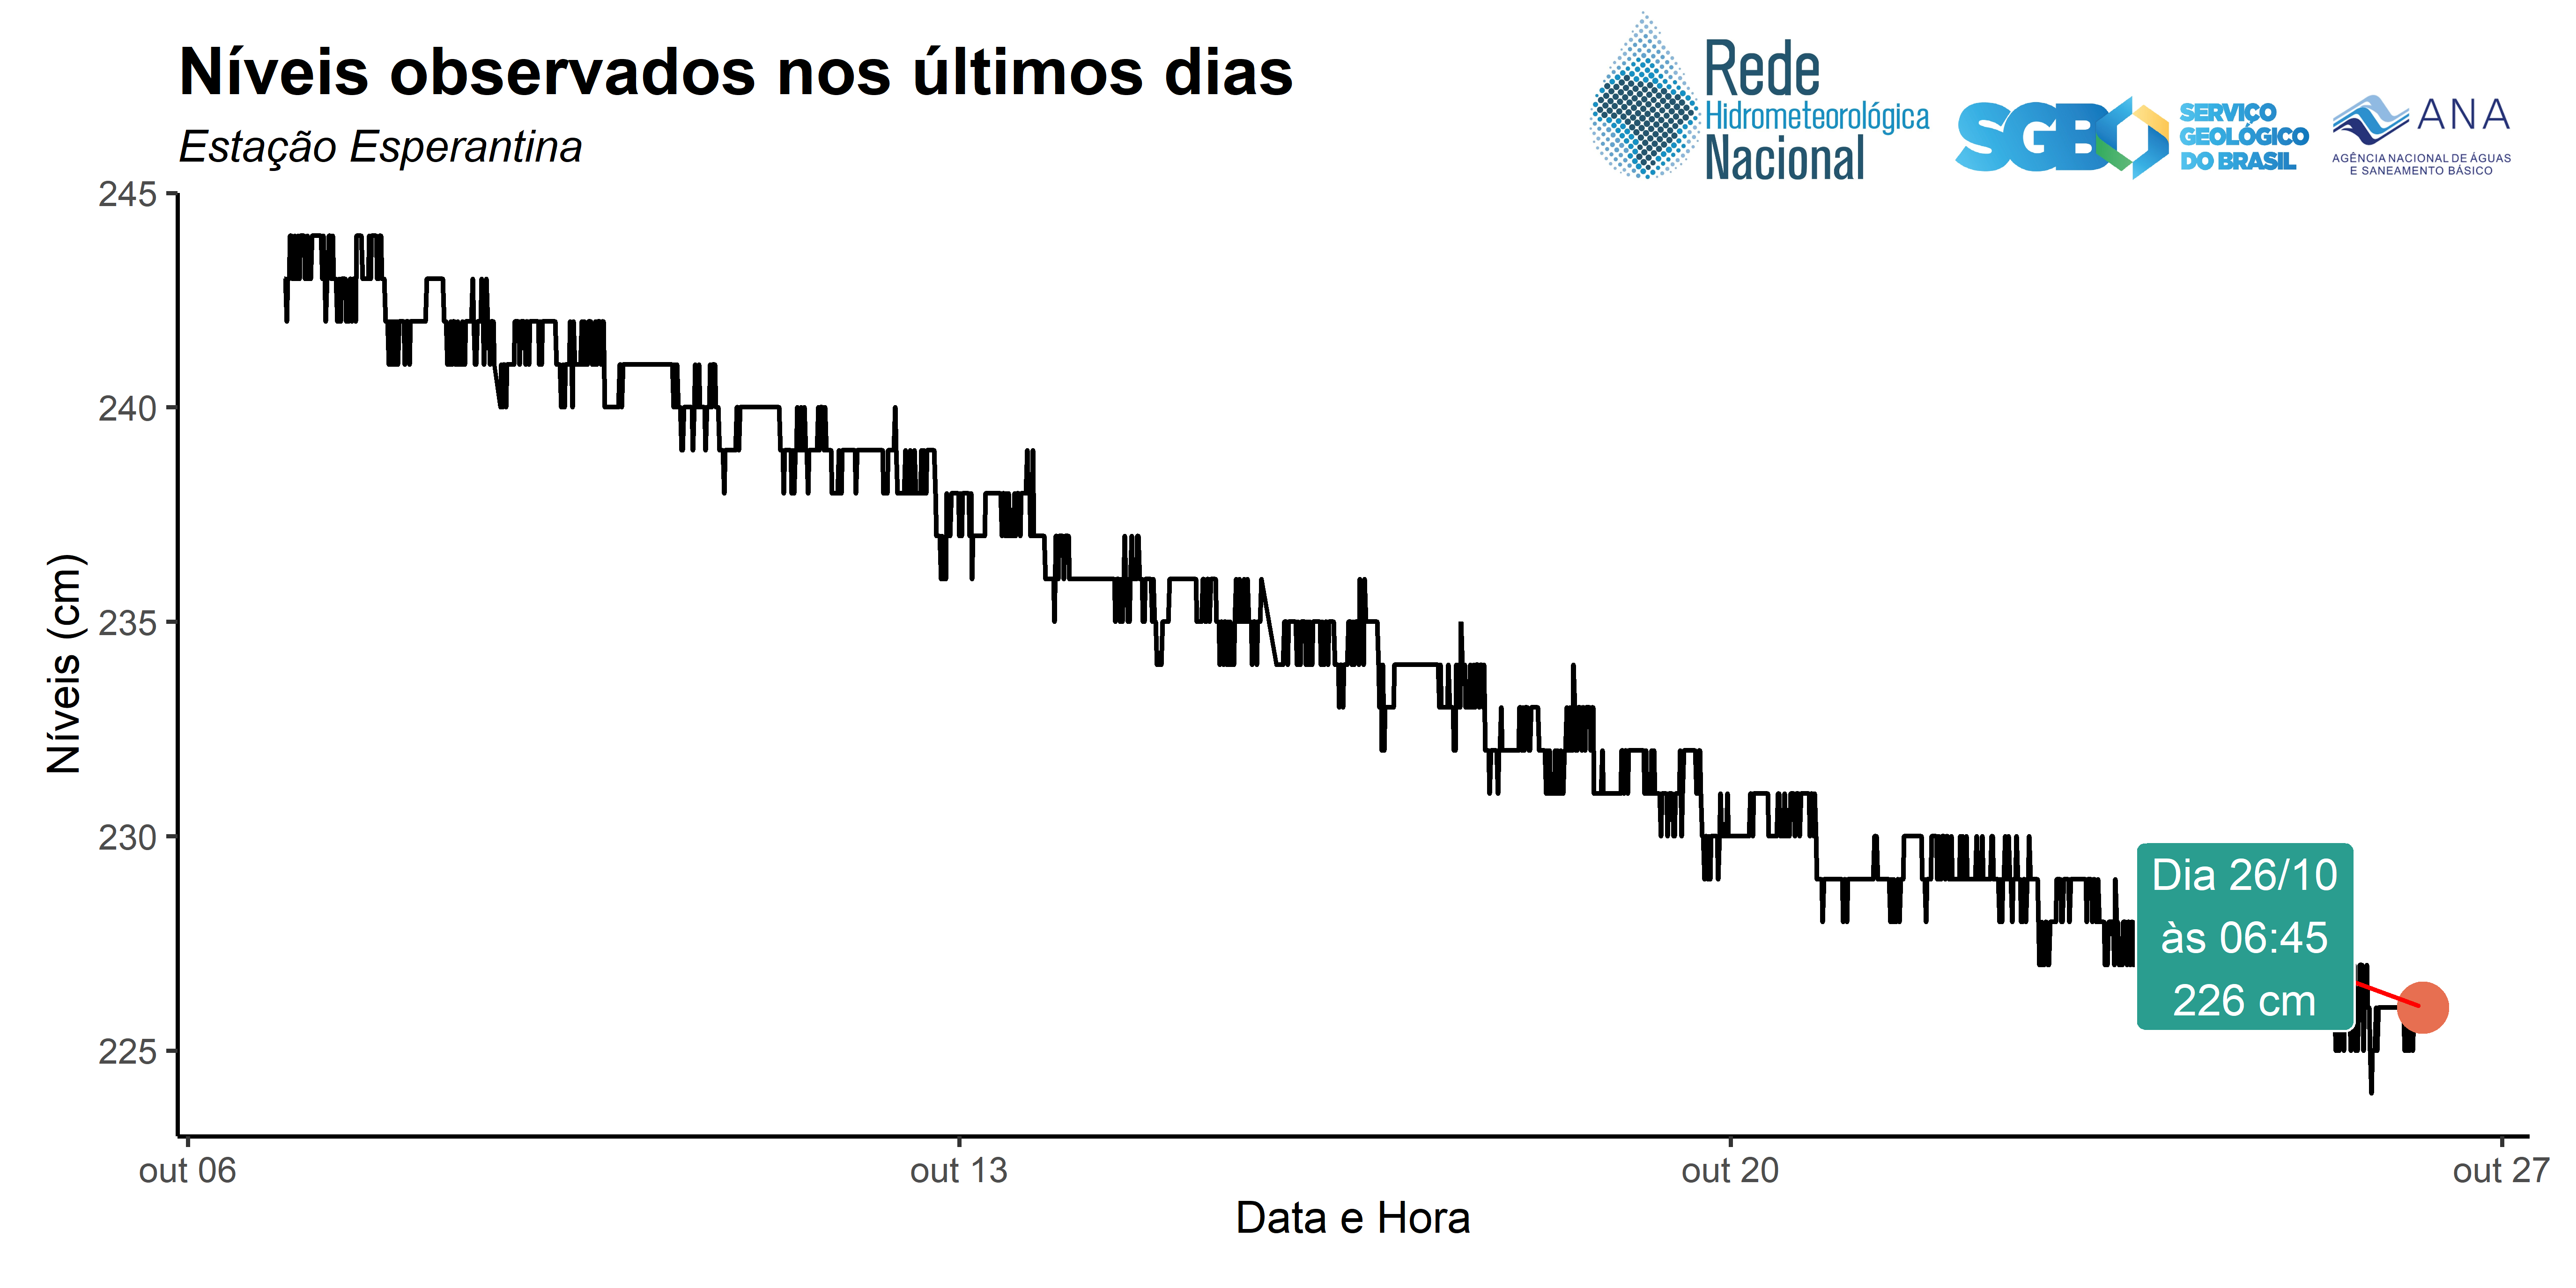 Níveis observados nos últimos dias
Estação Esperantina
Rede
Hidrometeorológica
Nacional
SGB
SERVIÇO
GEOLÓGICO
DO BRASIL
ANA
AGÊNCIA NACIONAL DE ÁGUAS
E SANEAMENTO BÁSICO
Níveis (cm)
245
240
235
230
225
Dia 26/10
às 06:45
226 cm
out 06
out 13
out 20
out 27
Data e Hora